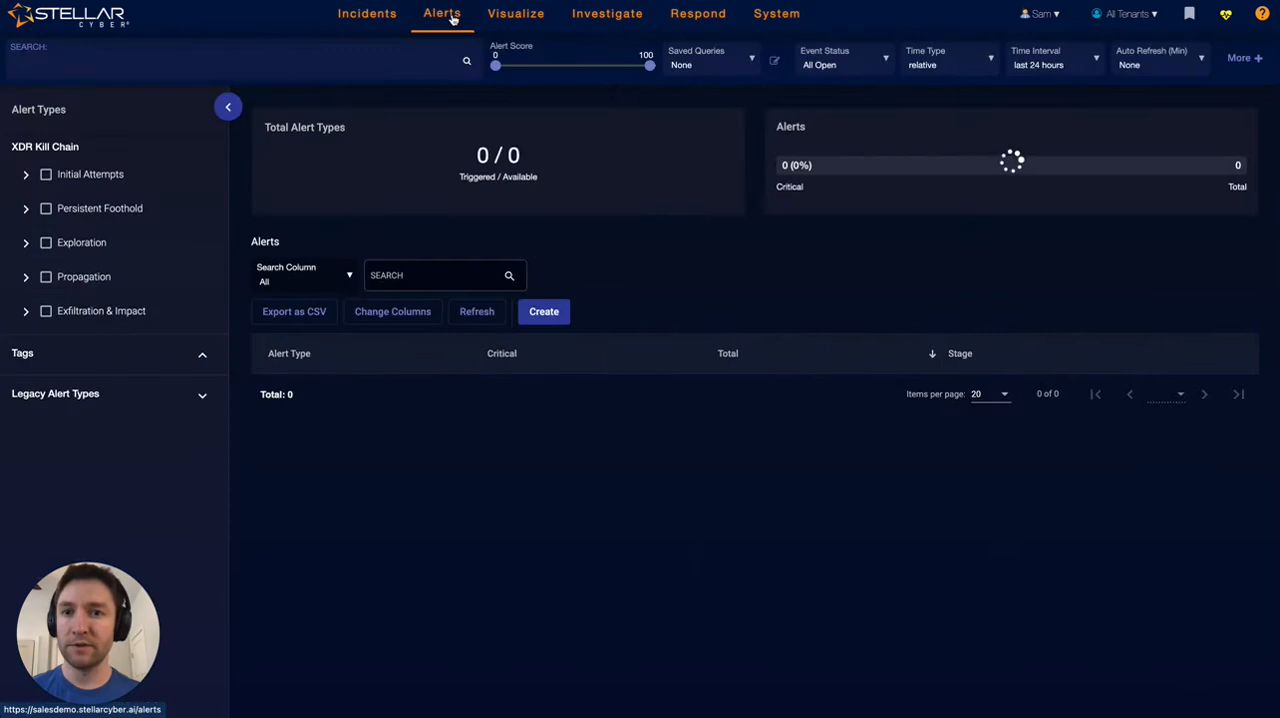 STELLAR
CYBER®
Incidents
Alerts
Visualize
Investigate
Respond
System
Sam
All Tenants
SEARCH:
Alert Score
0
100
Saved Queries
None
Event Status
All Open
Time Type
relative
Time Interval
last 24 hours
Auto Refresh (Min)
None
More +
Alert Types
XDR Kill Chain
Initial Attempts
Persistent Foothold
Exploration
Propagation
Exfiltration & Impact
Tags
Legacy Alert Types
Total Alert Types
0 / 0
Triggered / Available
Alerts
0 (0%)
0
Critical
Total
Alerts
Search Column
All
SEARCH
Export as CSV
Change Columns
Refresh
Create
Alert Type
Critical
Total
Stage
Total: 0
Items per page:
20
0 of 0
https://salesdemo.stellarcyber.ai/alerts